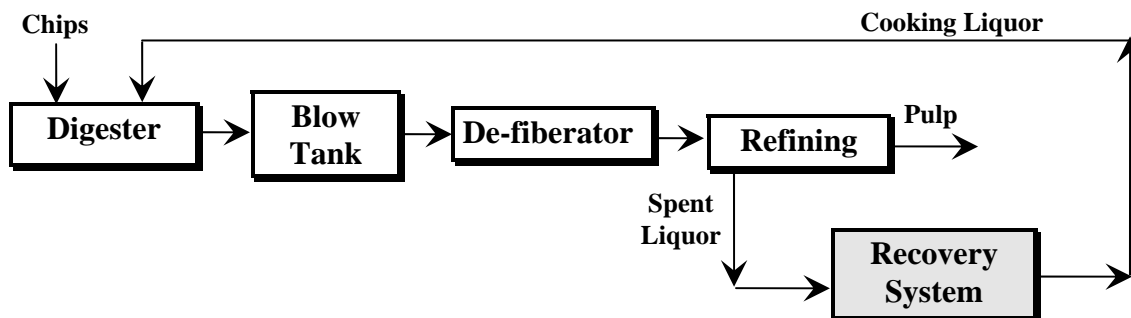 Chips
Cooking Liquor
Digester
Blow
Tank
De-fiberator
Refining
Pulp
Spent
Liquor
Recovery
System